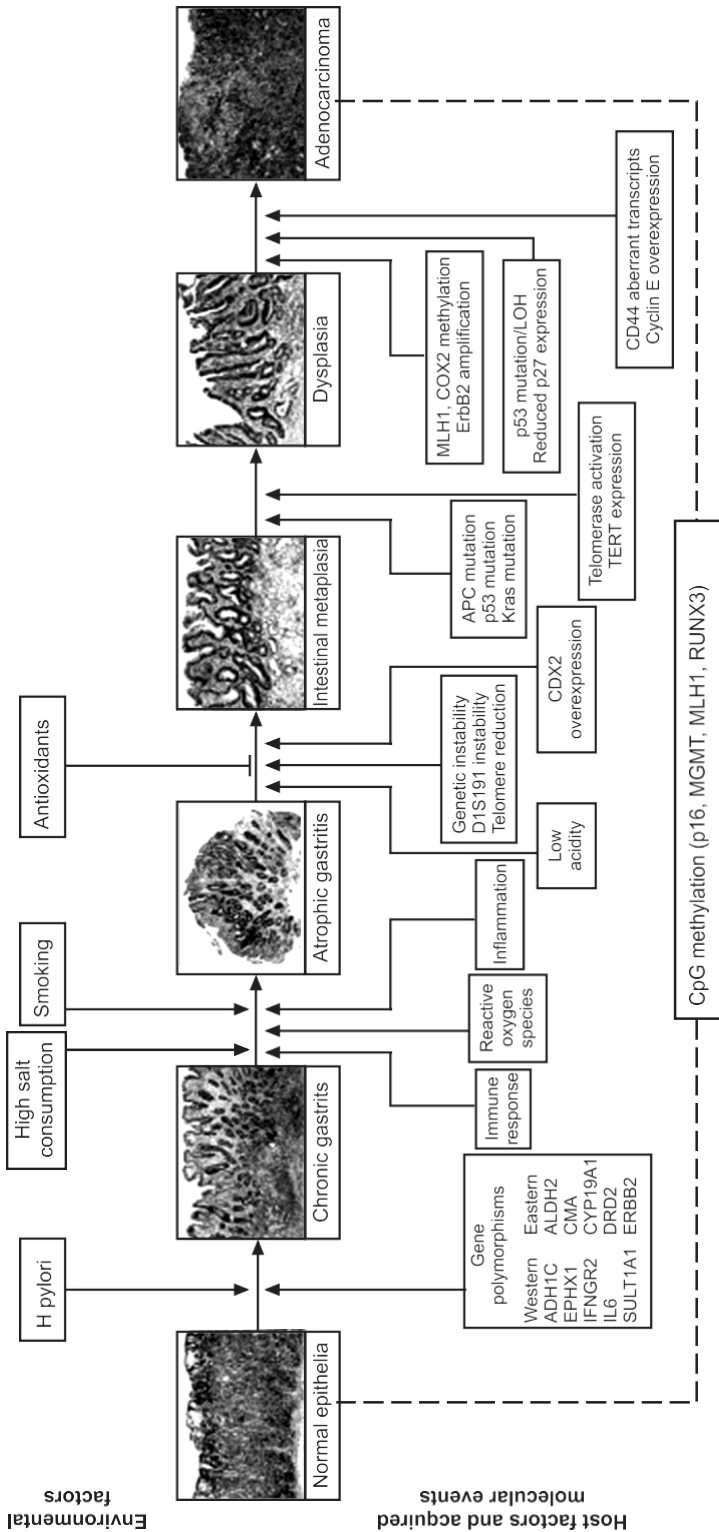 Environmental
factors
H pylori
High salt
consumption
Smoking
Antioxidants
Normal epithelia
Chronic gastrits
Atrophic gastritis
Intestinal metaplasia
Dysplasia
Adenocarcinoma
Host factors and acquired
molecular events
Gene
polymorphisms
Western Eastern
ADH1C ALDH2
EPHX1 CMA
IFNGR2 CYP19A1
IL6 DRD2
SULT1A1 ERBB2
Immune
response
Reactive
oxygen
species
Inflammation
Low
acidity
Genetic instability
D1S191 instability
Telomere reduction
CDX2
overexpression
APC mutation
p53 mutation
Kras mutation
Telomerase activation
TERT expression
MLH1, COX2 methylation
ErbB2 amplification
p53 mutation/LOH
Reduced p27 expression
CD44 aberrant transcripts
Cyclin E overexpression
CpG methylation (p16, MGMT, MLH1, RUNX3)